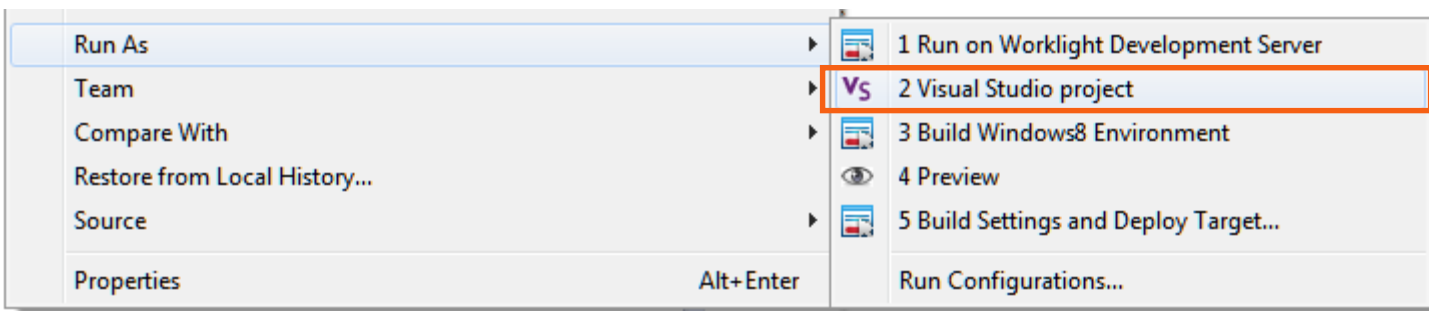 Run As
Team
Compare With
Restore from Local History...
Source
Properties Alt+Enter
1 Run on Worklight Development Server
VS 2 Visual Studio project
3 Build Windows8 Environment
4 Preview
5 Build Settings and Deploy Target...
Run Configurations...